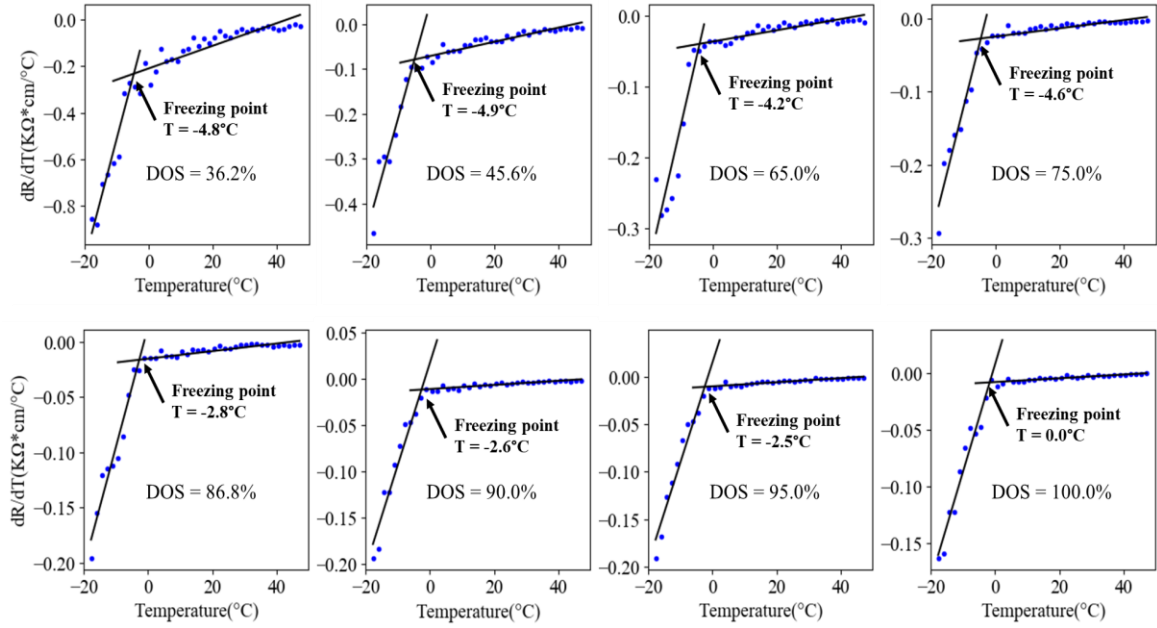 dR/dT(KΩ*cm/°C)
0.0
−0.2
−0.4
−0.6
−0.8
Freezing point
T = -4.8°C
DOS = 36.2%
−20 0 20 40
Temperature(°C)
0.0
−0.1
−0.2
−0.3
−0.4
Freezing point
T = -4.9°C
DOS = 45.6%
−20 0 20 40
Temperature(°C)
−0.0
−0.1
−0.2
−0.3
Freezing point
T = -4.2°C
DOS = 65.0%
−20 0 20 40
Temperature(°C)
−0.0
−0.1
−0.2
−0.3
Freezing point
T = -4.6°C
DOS = 75.0%
−20 0 20 40
Temperature(°C)
dR/dT(KΩ*cm/°C)
0.00
−0.05
−0.10
−0.15
−0.20
Freezing point
T = -2.8°C
DOS = 86.8%
−20 0 20 40
Temperature(°C)
0.05
−0.00
−0.05
−0.10
−0.15
−0.20
Freezing point
T = -2.6°C
DOS = 90.0%
−20 0 20 40
Temperature(°C)
−0.00
−0.05
−0.10
−0.15
−0.20
Freezing point
T = -2.5°C
DOS = 95.0%
−20 0 20 40
Temperature(°C)
−0.00
−0.05
−0.10
−0.15
Freezing point
T = 0.0°C
DOS = 100.0%
−20 0 20 40
Temperature(°C)